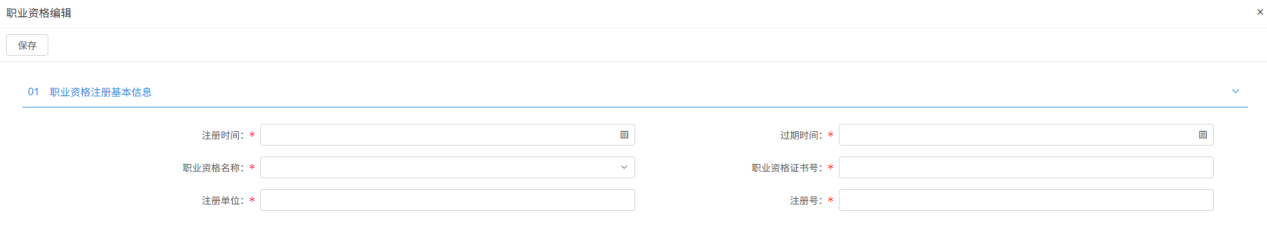 职业资格编辑 ×
保存
01 职业资格注册基本信息
注册时间：* 过期时间：*
职业资格名称：* 职业资格证书号：*
注册单位：* 注册号：*